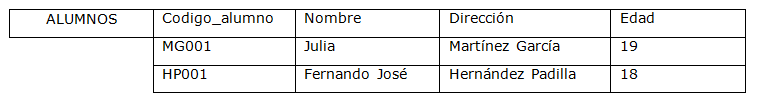 ALUMNOS Codigo_alumno Nombre Dirección Edad
MG001 Julia Martínez García 19
HP001 Fernando José Hernández Padilla 18